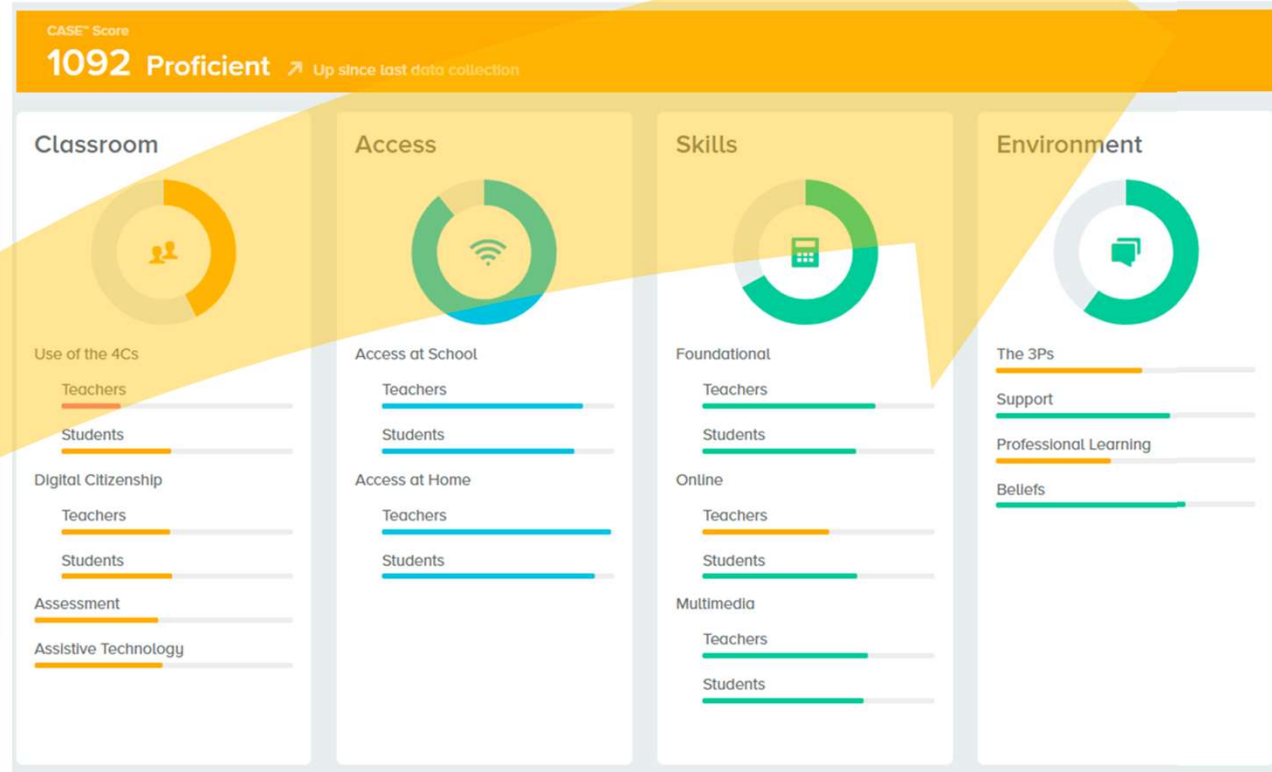 CASE™ Score
1092 Proficient ↗ Up since last data collection
Classroom
Use of the 4Cs
Teachers
Students
Digital Citizenship
Teachers
Students
Assessment
Assistive Technology
Access
Access at School
Teachers
Students
Access at Home
Teachers
Students
Skills
Foundational
Teachers
Students
Online
Teachers
Students
Multimedia
Teachers
Students
Environment
The 3Ps
Support
Professional Learning
Beliefs